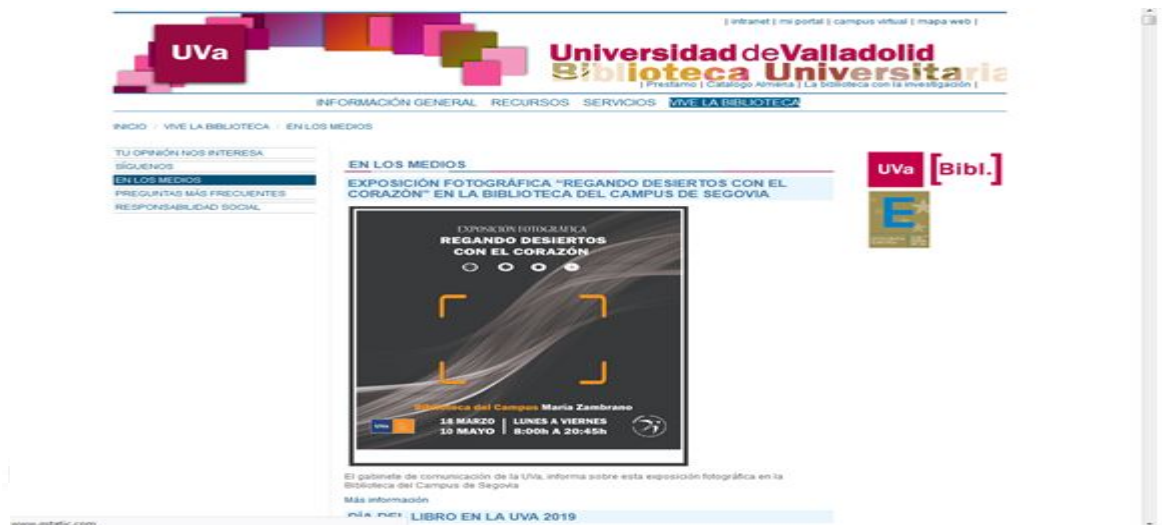 | intranet | mi portal | campus virtual | mapa web |
UVa
Universidad de Valladolid
Biblioteca Universitaria
| Préstamo | Catálogo Almena | La biblioteca con la investigación |
INFORMACIÓN GENERAL RECURSOS SERVICIOS VIVE LA BIBLIOTECA
INICIO / VIVE LA BIBLIOTECA / EN LOS MEDIOS
TU OPINIÓN NOS INTERESA
SÍGUENOS
EN LOS MEDIOS
PREGUNTAS MÁS FRECUENTES
RESPONSABILIDAD SOCIAL
EN LOS MEDIOS
EXPOSICIÓN FOTOGRÁFICA "REGANDO DESIERTOS CON EL
CORAZÓN" EN LA BIBLIOTECA DEL CAMPUS DE SEGOVIA
EXPOSICIÓN FOTOGRÁFICA
REGANDO DESIERTOS
CON EL CORAZÓN
Biblioteca del Campus María Zambrano
18 MARZO | LUNES A VIERNES
10 MAYO | 8:00h A 20:45h
UVa
El gabinete de comunicación de la UVa, informa sobre esta exposición fotográfica en la
Biblioteca del Campus de Segovia
Más información
DÍA DEL LIBRO EN LA UVA 2019
UVa [Bibl.]
E
www.gstatic.com